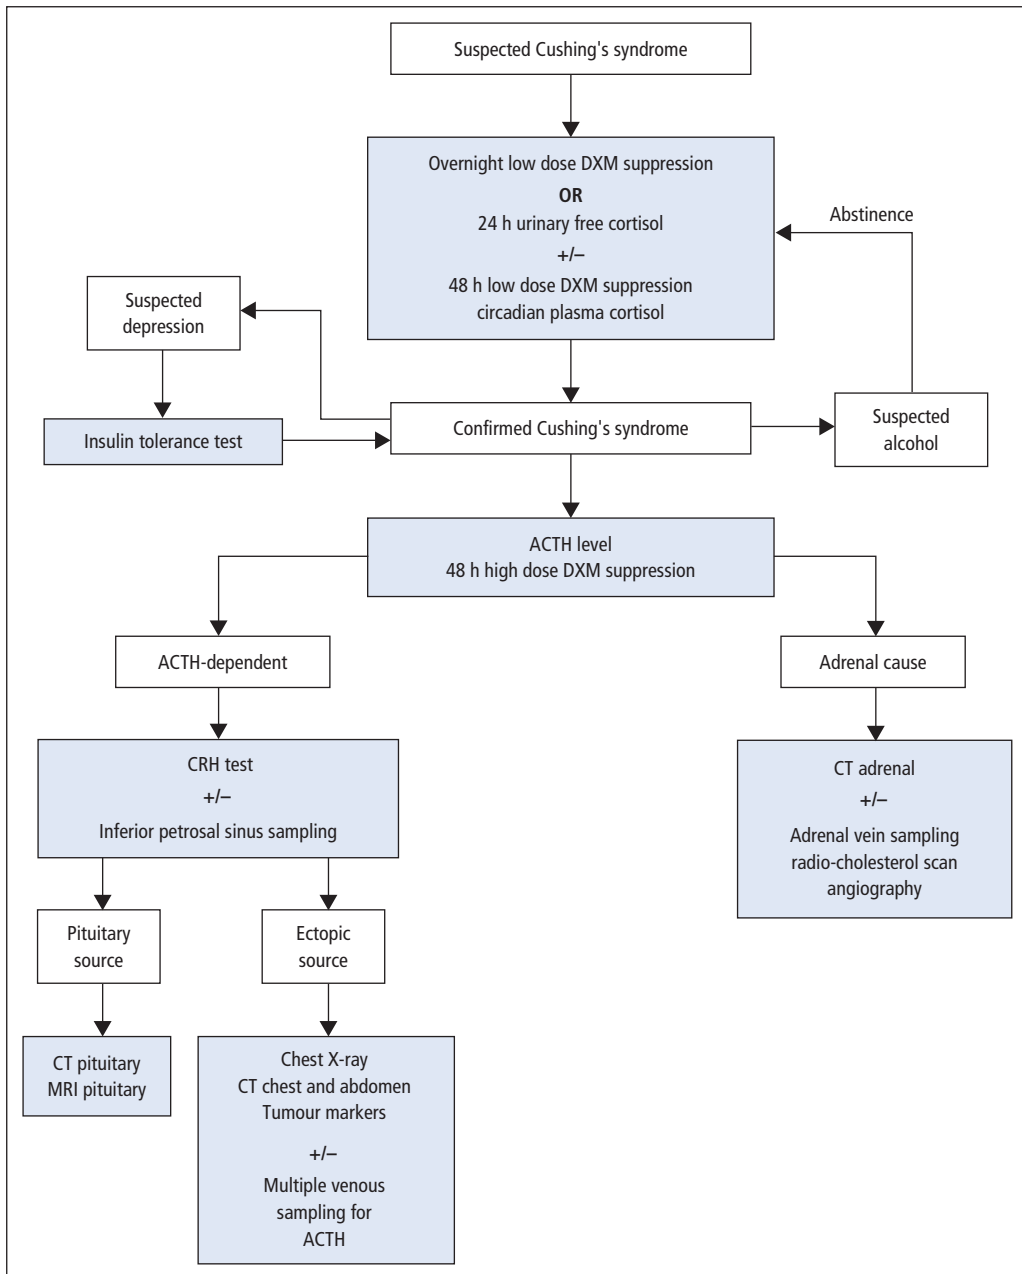 Suspected Cushing's syndrome
Overnight low dose DXM suppression
OR
24 h urinary free cortisol
+/–
48 h low dose DXM suppression
circadian plasma cortisol
Abstinence
Suspected
depression
Insulin tolerance test
Confirmed Cushing's syndrome
Suspected
alcohol
ACTH level
48 h high dose DXM suppression
ACTH-dependent
Adrenal cause
CRH test
+/–
Inferior petrosal sinus sampling
CT adrenal
+/–
Adrenal vein sampling
radio-cholesterol scan
angiography
Pituitary
source
Ectopic
source
CT pituitary
MRI pituitary
Chest X-ray
CT chest and abdomen
Tumour markers
+/–
Multiple venous
sampling for
ACTH